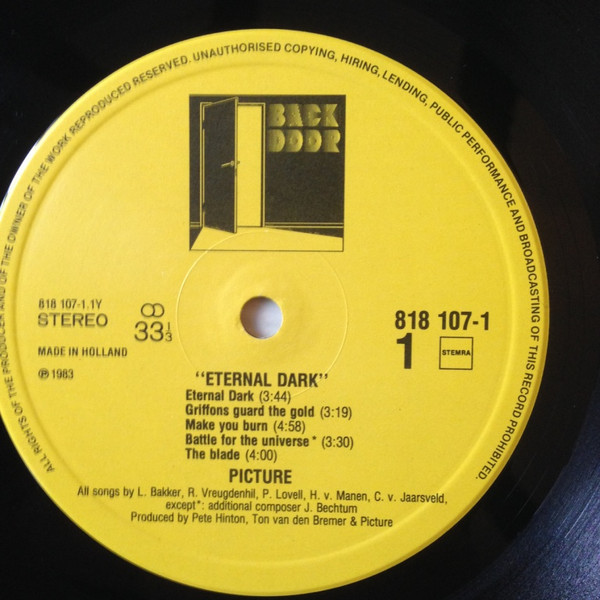 ALL RIGHTS OF THE PRODUCER AND OF THE OWNER OF THE WORK REPRODUCED RESERVED. UNAUTHORISED COPYING, HIRING, LENDING, PUBLIC PERFORMANCE AND BROADCASTING OF THIS RECORD PROHIBITED.
BACK
DOOR
818 107-1.1Y
STEREO
33 1/3
MADE IN HOLLAND
℗ 1983
818 107-1
1
STEMRA
"ETERNAL DARK"
Eternal Dark (3:44)
Griffons guard the gold (3:19)
Make you burn (4:58)
Battle for the universe * (3:30)
The blade (4:00)
PICTURE
All songs by L. Bakker, R. Vreugdenhil, P. Lovell, H. v. Manen, C. v. Jaarsveld,
except*: additional composer J. Bechtum
Produced by Pete Hinton, Ton van den Bremer & Picture